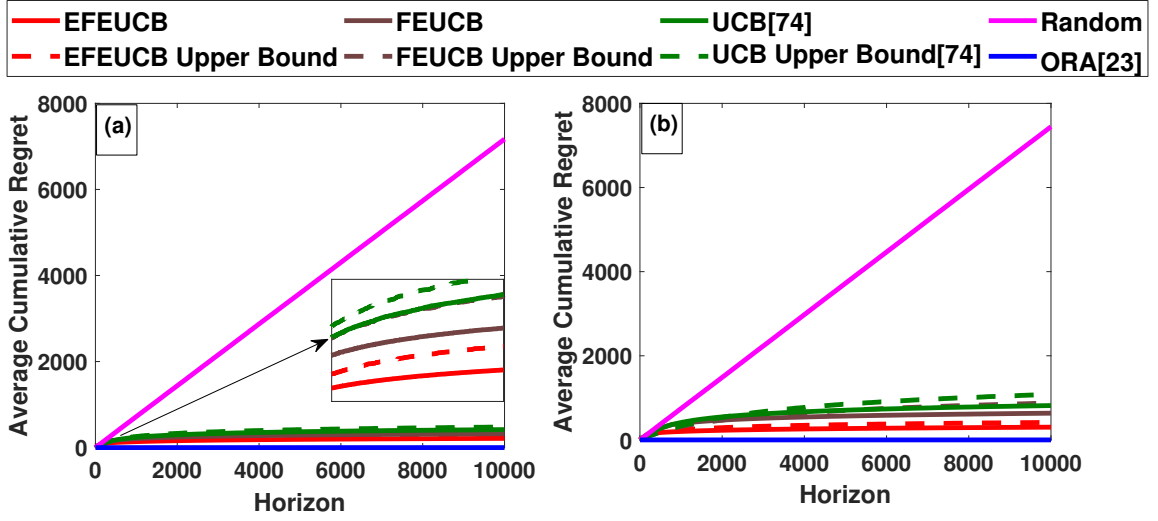 EFEUCB FEUCB UCB[74] Random
EFEUCB Upper Bound FEUCB Upper Bound UCB Upper Bound[74] ORA[23]
(a)
Average Cumulative Regret
8000
6000
4000
2000
0
0 2000 4000 6000 8000 10000
Horizon
(b)
Average Cumulative Regret
8000
6000
4000
2000
0
0 2000 4000 6000 8000 10000
Horizon